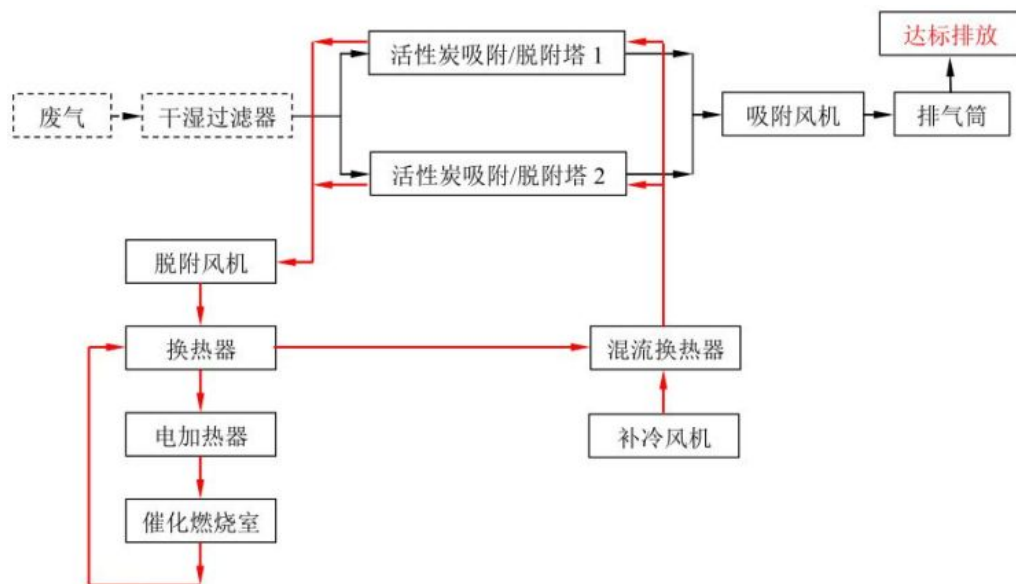 达标排放
活性炭吸附/脱附塔 1
废气
干湿过滤器
吸附风机
排气筒
活性炭吸附/脱附塔 2
脱附风机
换热器
混流换热器
电加热器
补冷风机
催化燃烧室